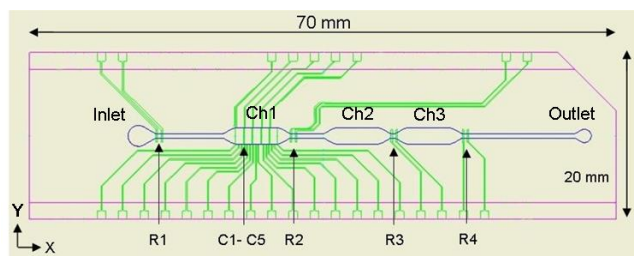 70 mm
Inlet
Ch1
Ch2
Ch3
Outlet
20 mm
Y
X
R1
C1- C5
R2
R3
R4